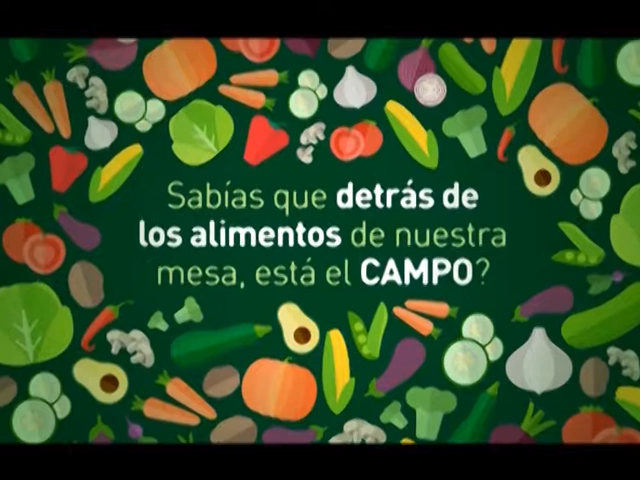 Sabías que detrás de
los alimentos de nuestra
mesa, está el CAMPO?